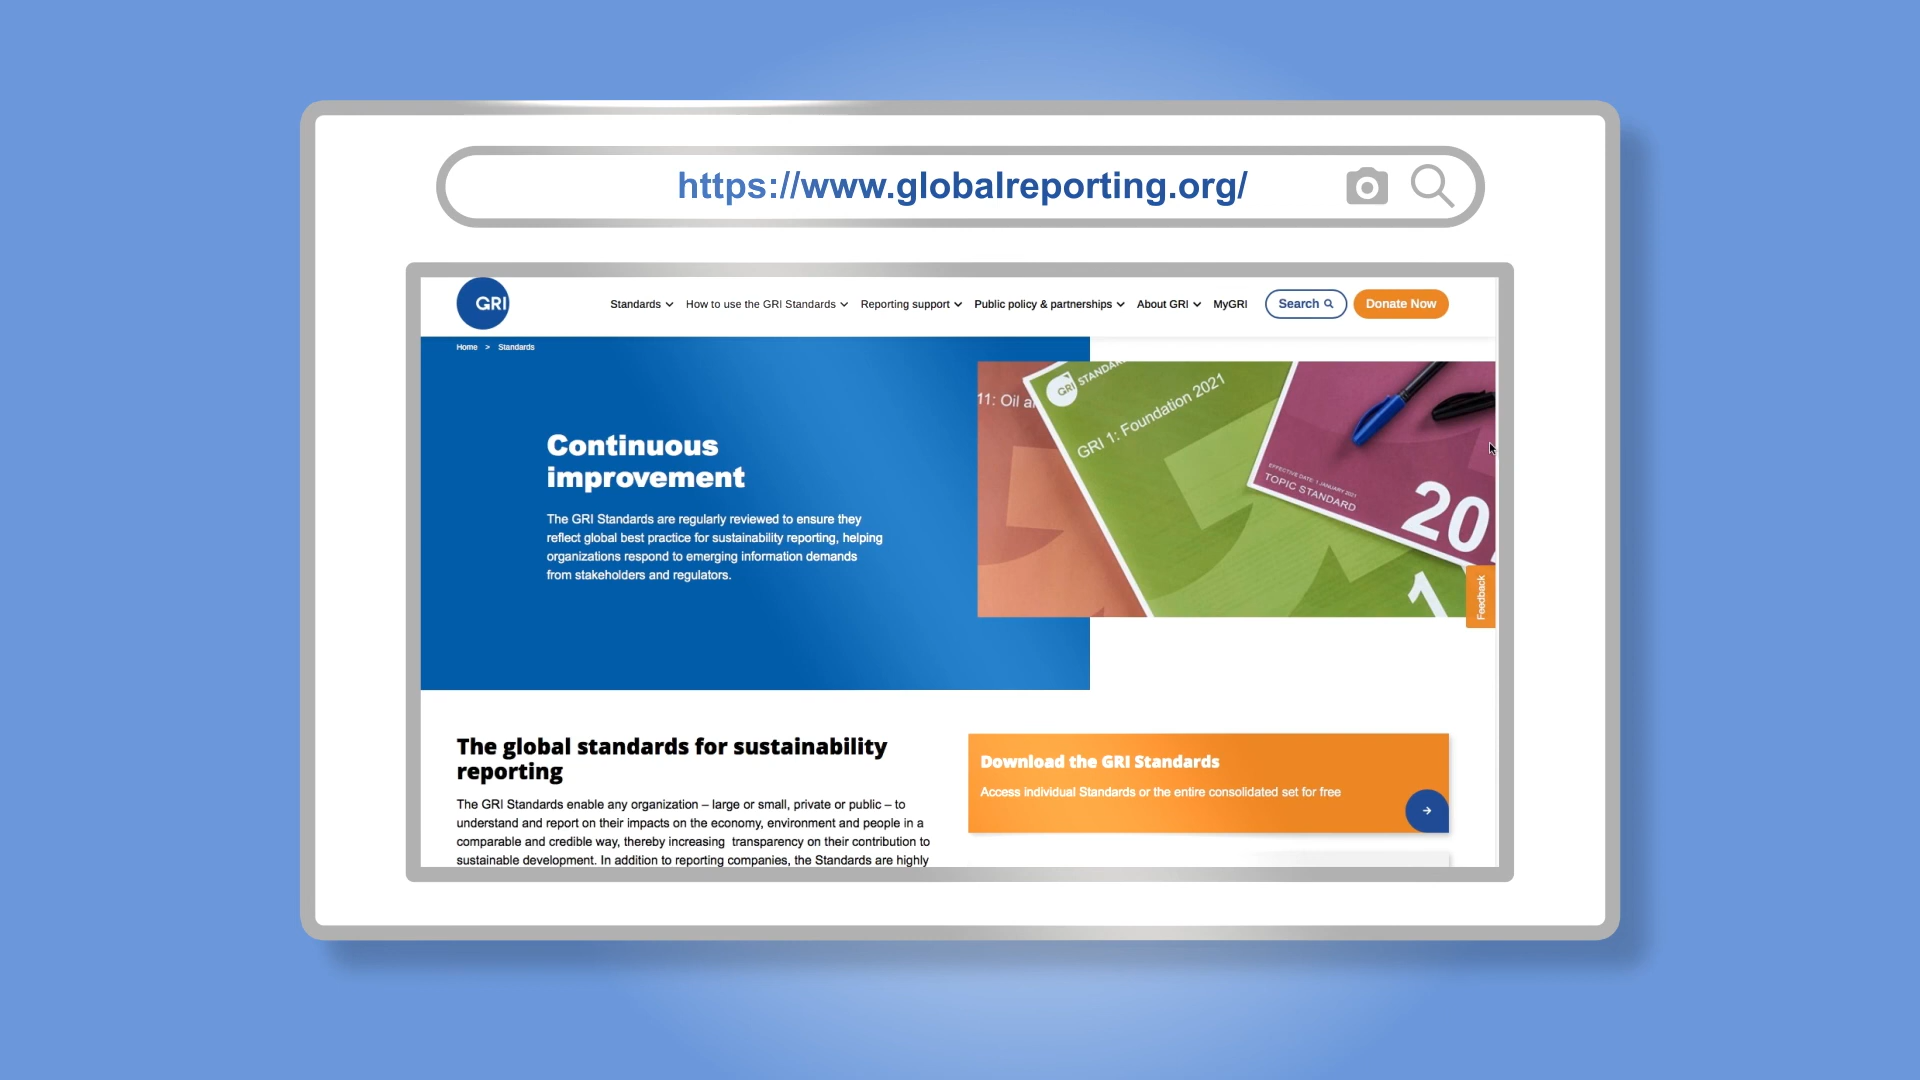 https://www.globalreporting.org/
GRI
Standards
How to use the GRI Standards
Reporting support
Public policy & partnerships
About GRI
MyGRI
Search
Donate Now
Home > Standards
Continuous
improvement
The GRI Standards are regularly reviewed to ensure they
reflect global best practice for sustainability reporting, helping
organizations respond to emerging information demands
from stakeholders and regulators.
11: Oil
GRI
GRI 1: Foundation 2021
1
EFFECTIVE DATE: 1 JANUARY 2021
TOPIC STANDARD
20
Feedback
The global standards for sustainability
reporting
The GRI Standards enable any organization – large or small, private or public – to
understand and report on their impacts on the economy, environment and people in a
comparable and credible way, thereby increasing transparency on their contribution to
sustainable development. In addition to reporting companies, the Standards are highly
Download the GRI Standards
Access individual Standards or the entire consolidated set for free